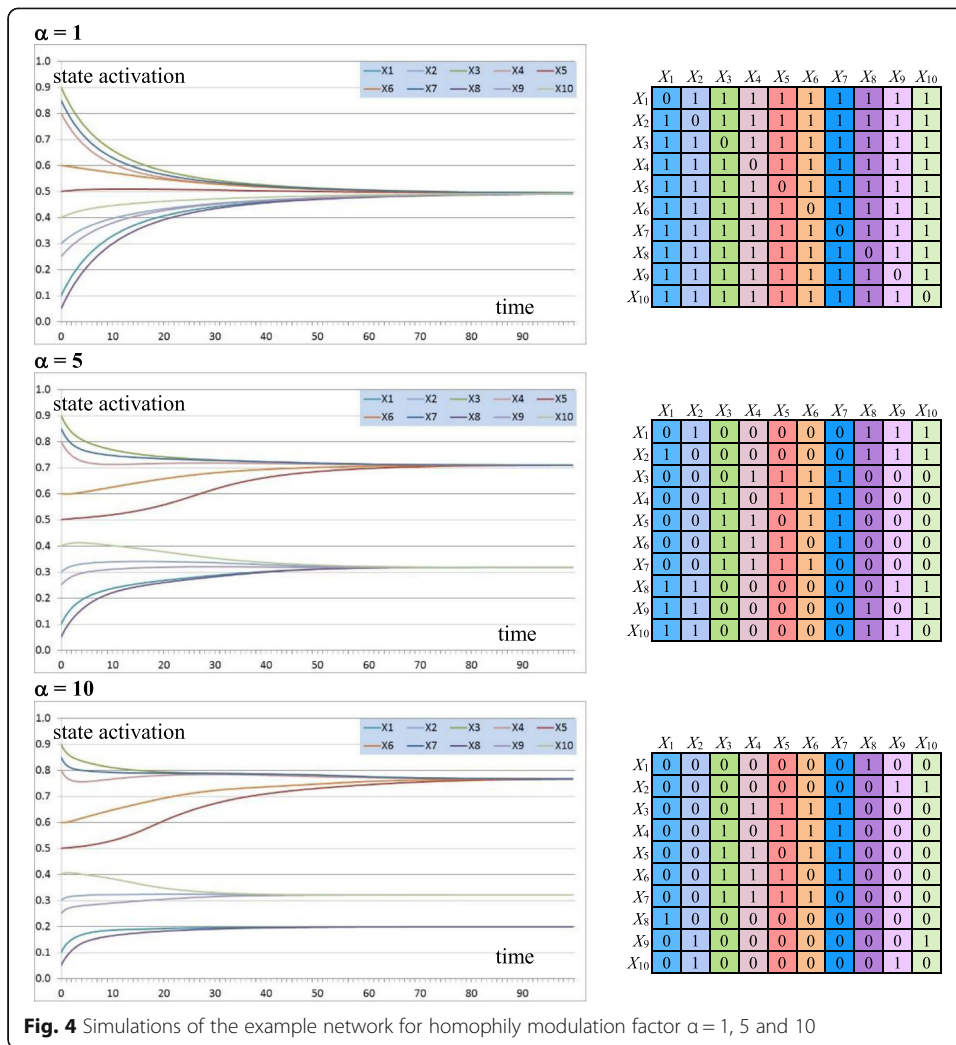 α = 1
state activation
X1 X2 X3 X4 X5
X6 X7 X8 X9 X10
1.0
0.9
0.8
0.7
0.6
0.5
0.4
0.3
0.2
0.1
0.0
time
0 10 20 30 40 50 60 70 80 90
X1 X2 X3 X4 X5 X6 X7 X8 X9 X10
X1 0 1 1 1 1 1 1 1 1 1
X2 1 0 1 1 1 1 1 1 1 1
X3 1 1 0 1 1 1 1 1 1 1
X4 1 1 1 0 1 1 1 1 1 1
X5 1 1 1 1 0 1 1 1 1 1
X6 1 1 1 1 1 0 1 1 1 1
X7 1 1 1 1 1 1 0 1 1 1
X8 1 1 1 1 1 1 1 0 1 1
X9 1 1 1 1 1 1 1 1 0 1
X10 1 1 1 1 1 1 1 1 1 0
α = 5
state activation
X1 X2 X3 X4 X5
X6 X7 X8 X9 X10
1.0
0.9
0.8
0.7
0.6
0.5
0.4
0.3
0.2
0.1
0.0
time
0 10 20 30 40 50 60 70 80 90
X1 X2 X3 X4 X5 X6 X7 X8 X9 X10
X1 0 1 0 0 0 0 0 1 1 1
X2 1 0 0 0 0 0 0 1 1 1
X3 0 0 0 1 1 1 1 0 0 0
X4 0 0 1 0 1 1 1 0 0 0
X5 0 0 1 1 0 1 1 0 0 0
X6 0 0 1 1 1 0 1 0 0 0
X7 0 0 1 1 1 1 0 0 0 0
X8 1 1 0 0 0 0 0 0 1 1
X9 1 1 0 0 0 0 0 1 0 1
X10 1 1 0 0 0 0 0 1 1 0
α = 10
state activation
X1 X2 X3 X4 X5
X6 X7 X8 X9 X10
1.0
0.9
0.8
0.7
0.6
0.5
0.4
0.3
0.2
0.1
0.0
time
0 10 20 30 40 50 60 70 80 90
X1 X2 X3 X4 X5 X6 X7 X8 X9 X10
X1 0 0 0 0 0 0 0 1 0 0
X2 0 0 0 0 0 0 0 0 1 1
X3 0 0 0 1 1 1 1 0 0 0
X4 0 0 1 0 1 1 1 0 0 0
X5 0 0 1 1 0 1 1 0 0 0
X6 0 0 1 1 1 0 1 0 0 0
X7 0 0 1 1 1 1 0 0 0 0
X8 1 0 0 0 0 0 0 0 0 0
X9 0 1 0 0 0 0 0 0 0 1
X10 0 1 0 0 0 0 0 0 1 0
Fig. 4 Simulations of the example network for homophily modulation factor α = 1, 5 and 10